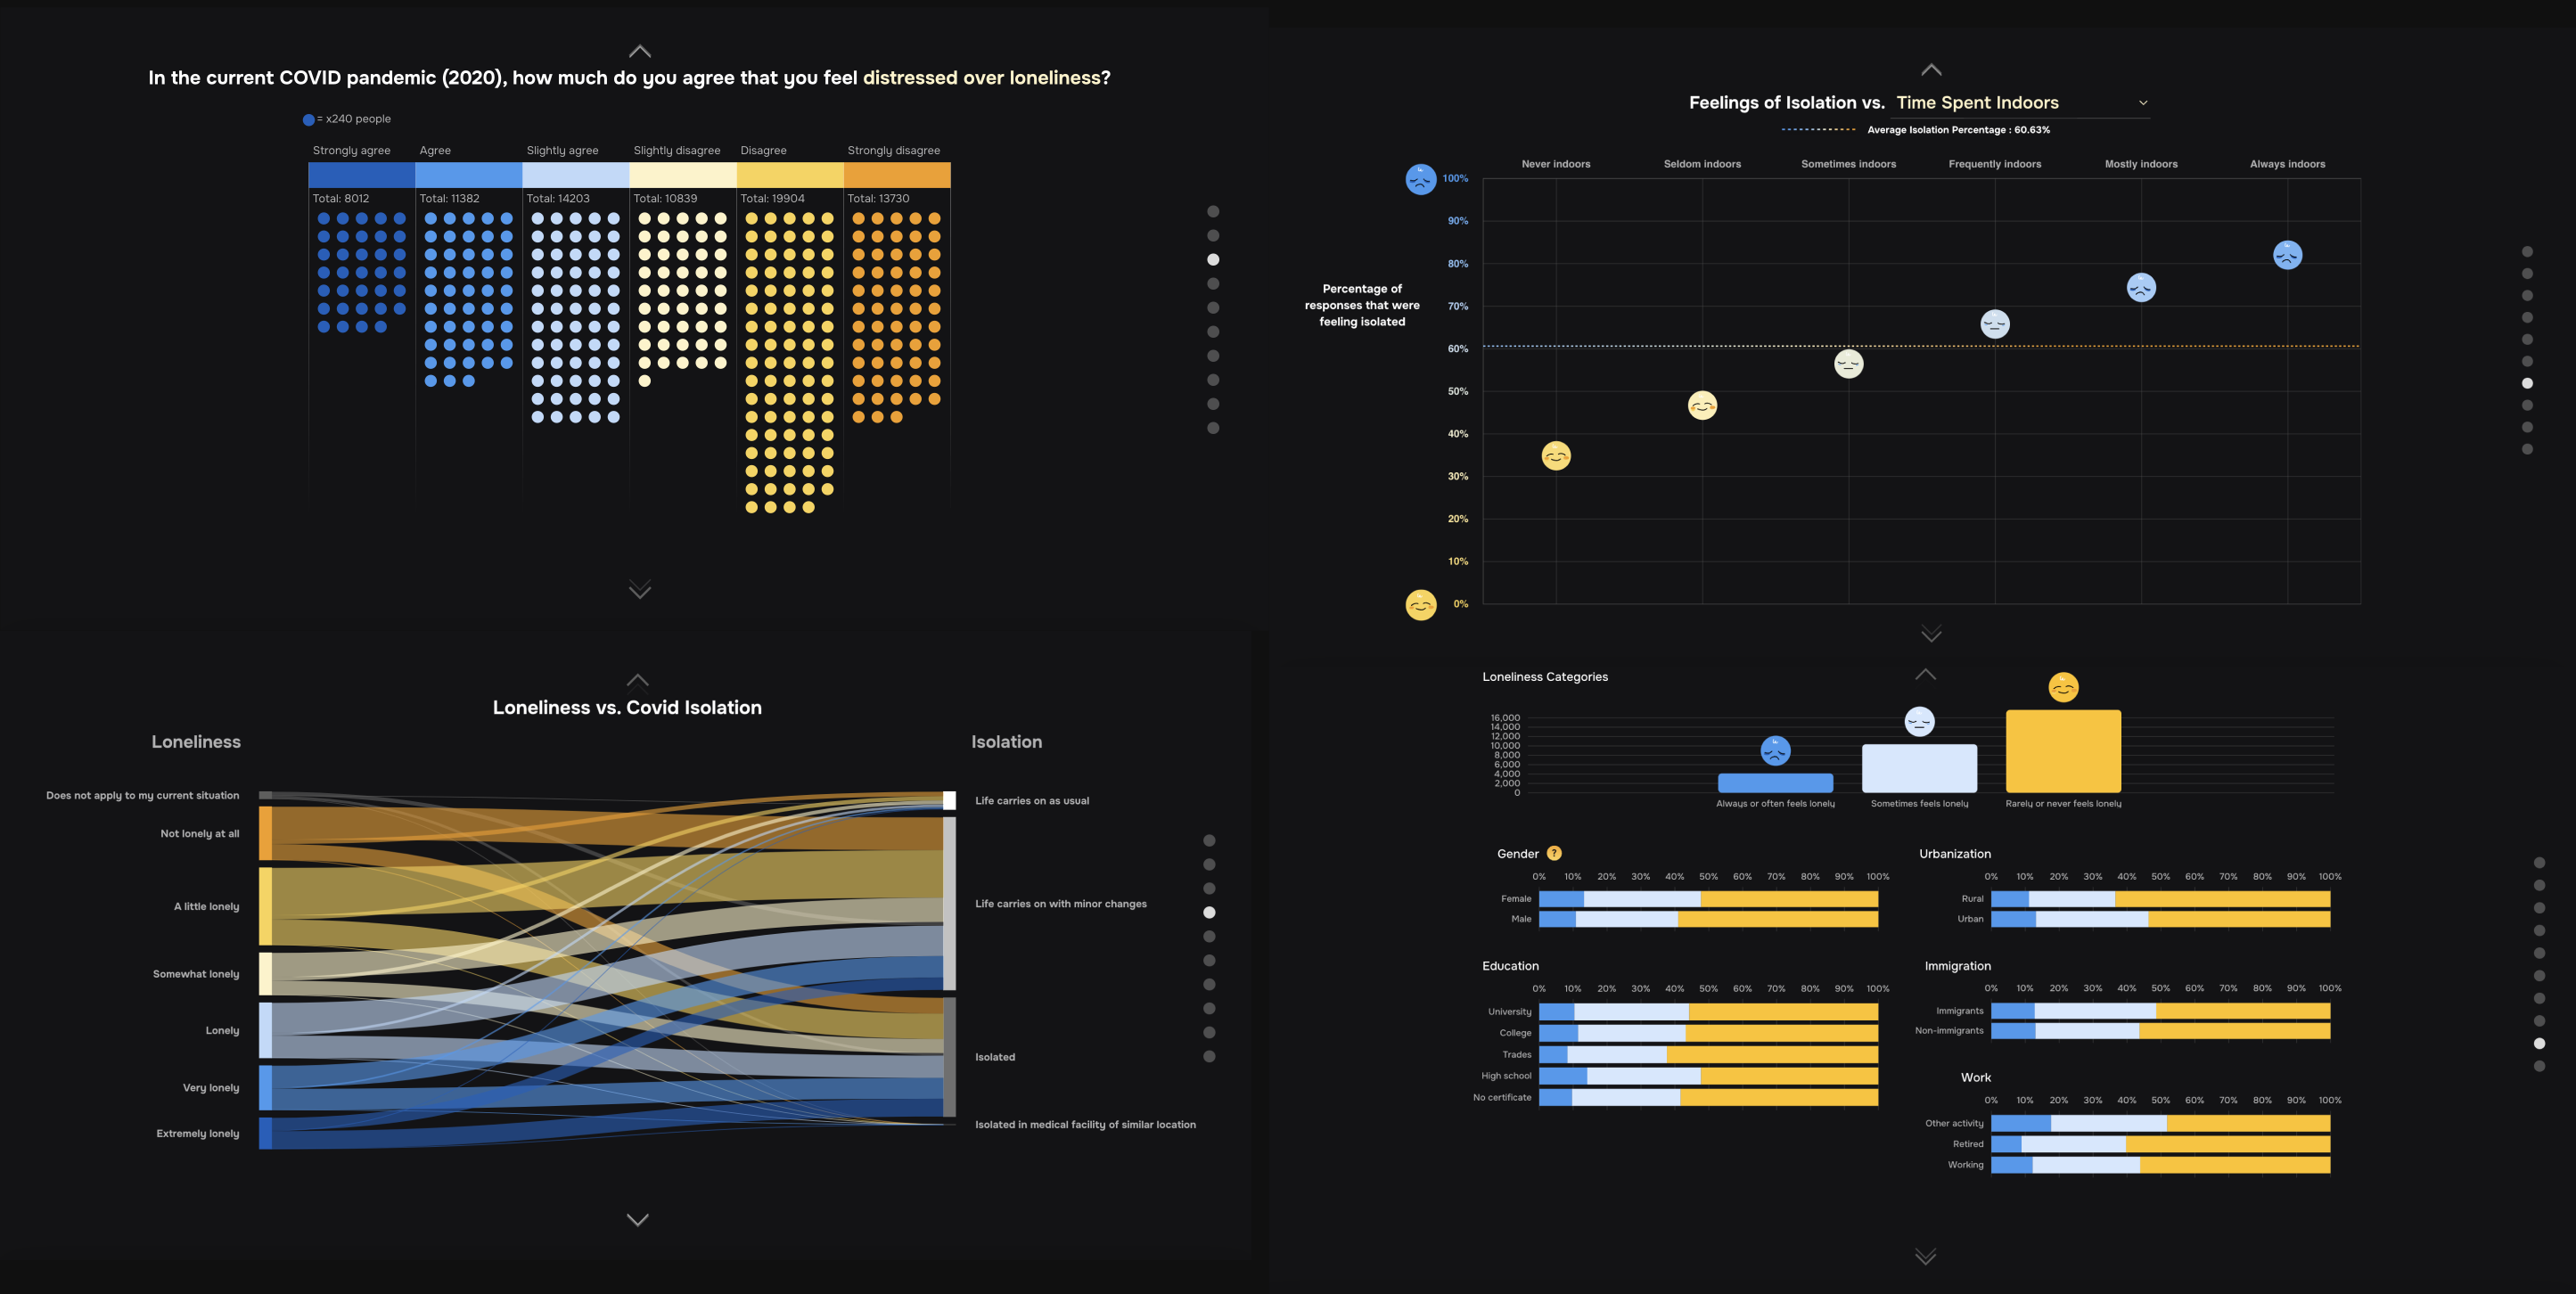 In the current COVID pandemic (2020), how much do you agree that you feel distressed over loneliness?
= x240 people
Strongly agree Agree Slightly agree Slightly disagree Disagree Strongly disagree
Total: 8012 Total: 11382 Total: 14203 Total: 10839 Total: 19904 Total: 13730
Feelings of Isolation vs. Time Spent Indoors
Average Isolation Percentage : 60.63%
Never indoors Seldom indoors Sometimes indoors Frequently indoors Mostly indoors Always indoors
100%
90%
80%
70%
60%
50%
40%
30%
20%
10%
0%
Percentage of
responses that were
feeling isolated
Loneliness vs. Covid Isolation
Loneliness
Does not apply to my current situation
Not lonely at all
A little lonely
Somewhat lonely
Lonely
Very lonely
Extremely lonely
Isolation
Life carries on as usual
Life carries on with minor changes
Isolated
Isolated in medical facility of similar location
Loneliness Categories
16,000
14,000
12,000
10,000
8,000
6,000
4,000
2,000
0
Always or often feels lonely Sometimes feels lonely Rarely or never feels lonely
Gender ?
0% 10% 20% 30% 40% 50% 60% 70% 80% 90% 100%
Female
Male
Education
0% 10% 20% 30% 40% 50% 60% 70% 80% 90% 100%
University
College
Trades
High school
No certificate
Urbanization
0% 10% 20% 30% 40% 50% 60% 70% 80% 90% 100%
Rural
Urban
Immigration
0% 10% 20% 30% 40% 50% 60% 70% 80% 90% 100%
Immigrants
Non-immigrants
Work
0% 10% 20% 30% 40% 50% 60% 70% 80% 90% 100%
Other activity
Retired
Working